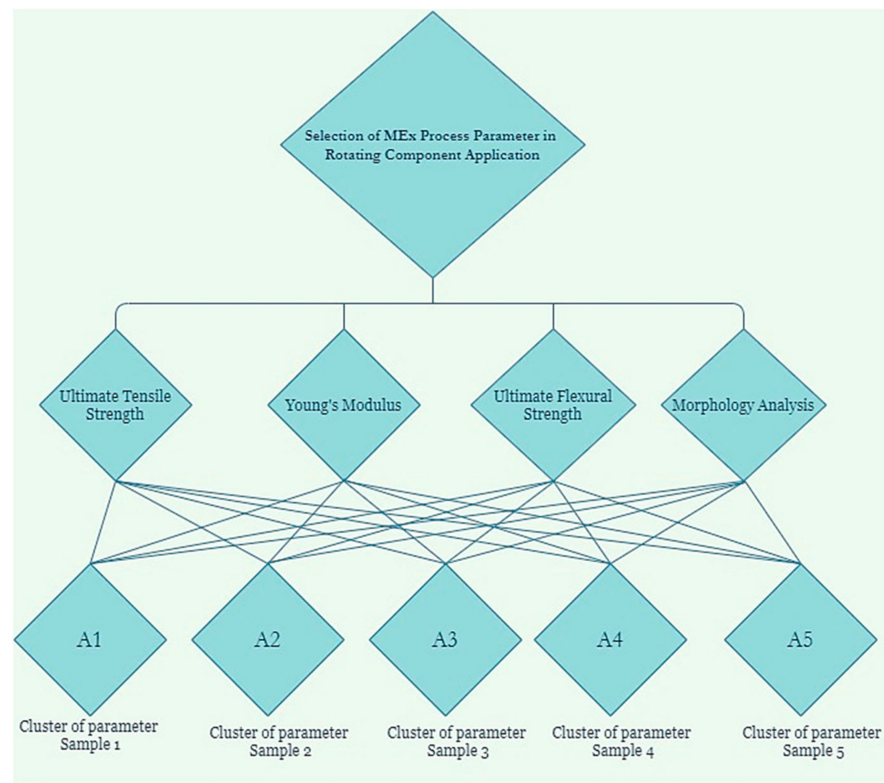 Selection of MEx Process Parameter in
Rotating Component Application
Ultimate Tensile
Strength
Young's Modulus
Ultimate Flexural
Strength
Morphology Analysis
A1
A2
A3
A4
A5
Cluster of parameter
Sample 1
Cluster of parameter
Sample 2
Cluster of parameter
Sample 3
Cluster of parameter
Sample 4
Cluster of parameter
Sample 5